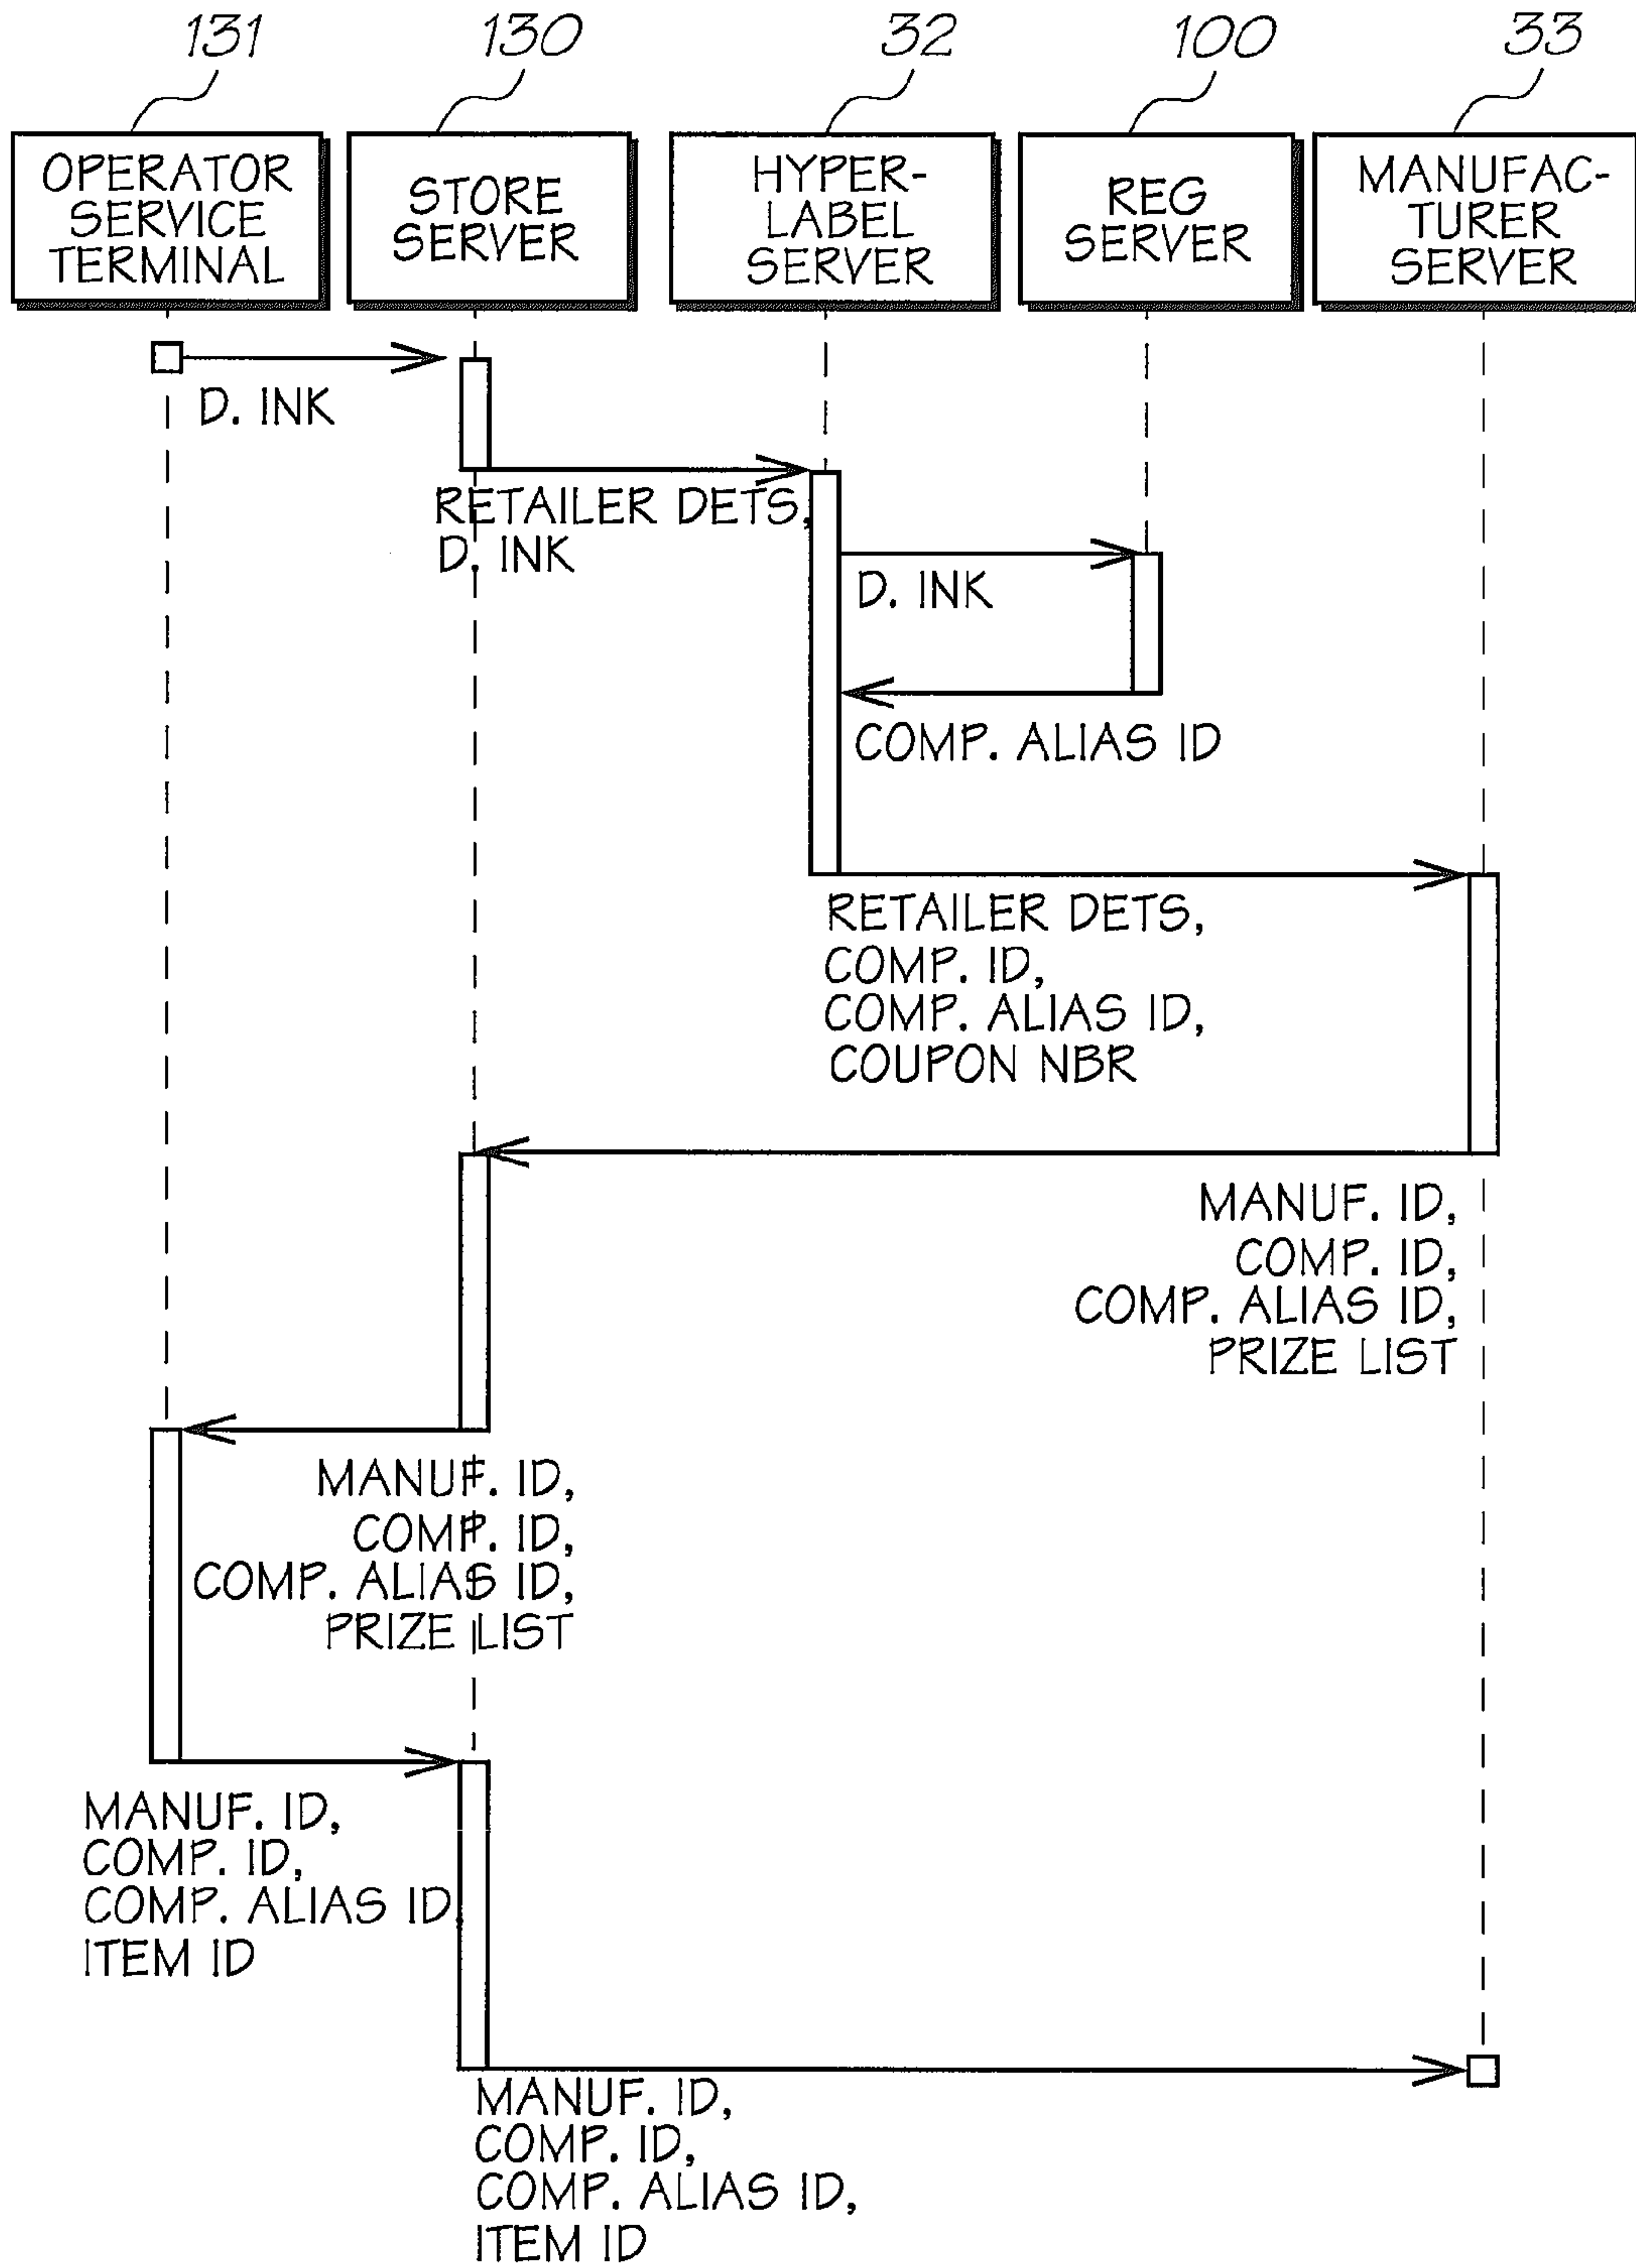 131
130
32
100
33
OPERATOR
SERVICE
TERMINAL
STORE
SERVER
HYPER-
LABEL
SERVER
REG
SERVER
MANUFAC-
TURER
SERVER
D. INK
RETAILER DETS,
D. INK
D. INK
COMP. ALIAS ID
RETAILER DETS,
COMP. ID,
COMP. ALIAS ID,
COUPON NBR
MANUF. ID,
COMP. ID,
COMP. ALIAS ID,
PRIZE LIST
MANUF. ID,
COMP. ID,
COMP. ALIAS ID,
PRIZE LIST
MANUF. ID,
COMP. ID,
COMP. ALIAS ID,
ITEM ID
MANUF. ID,
COMP. ID,
COMP. ALIAS ID,
ITEM ID